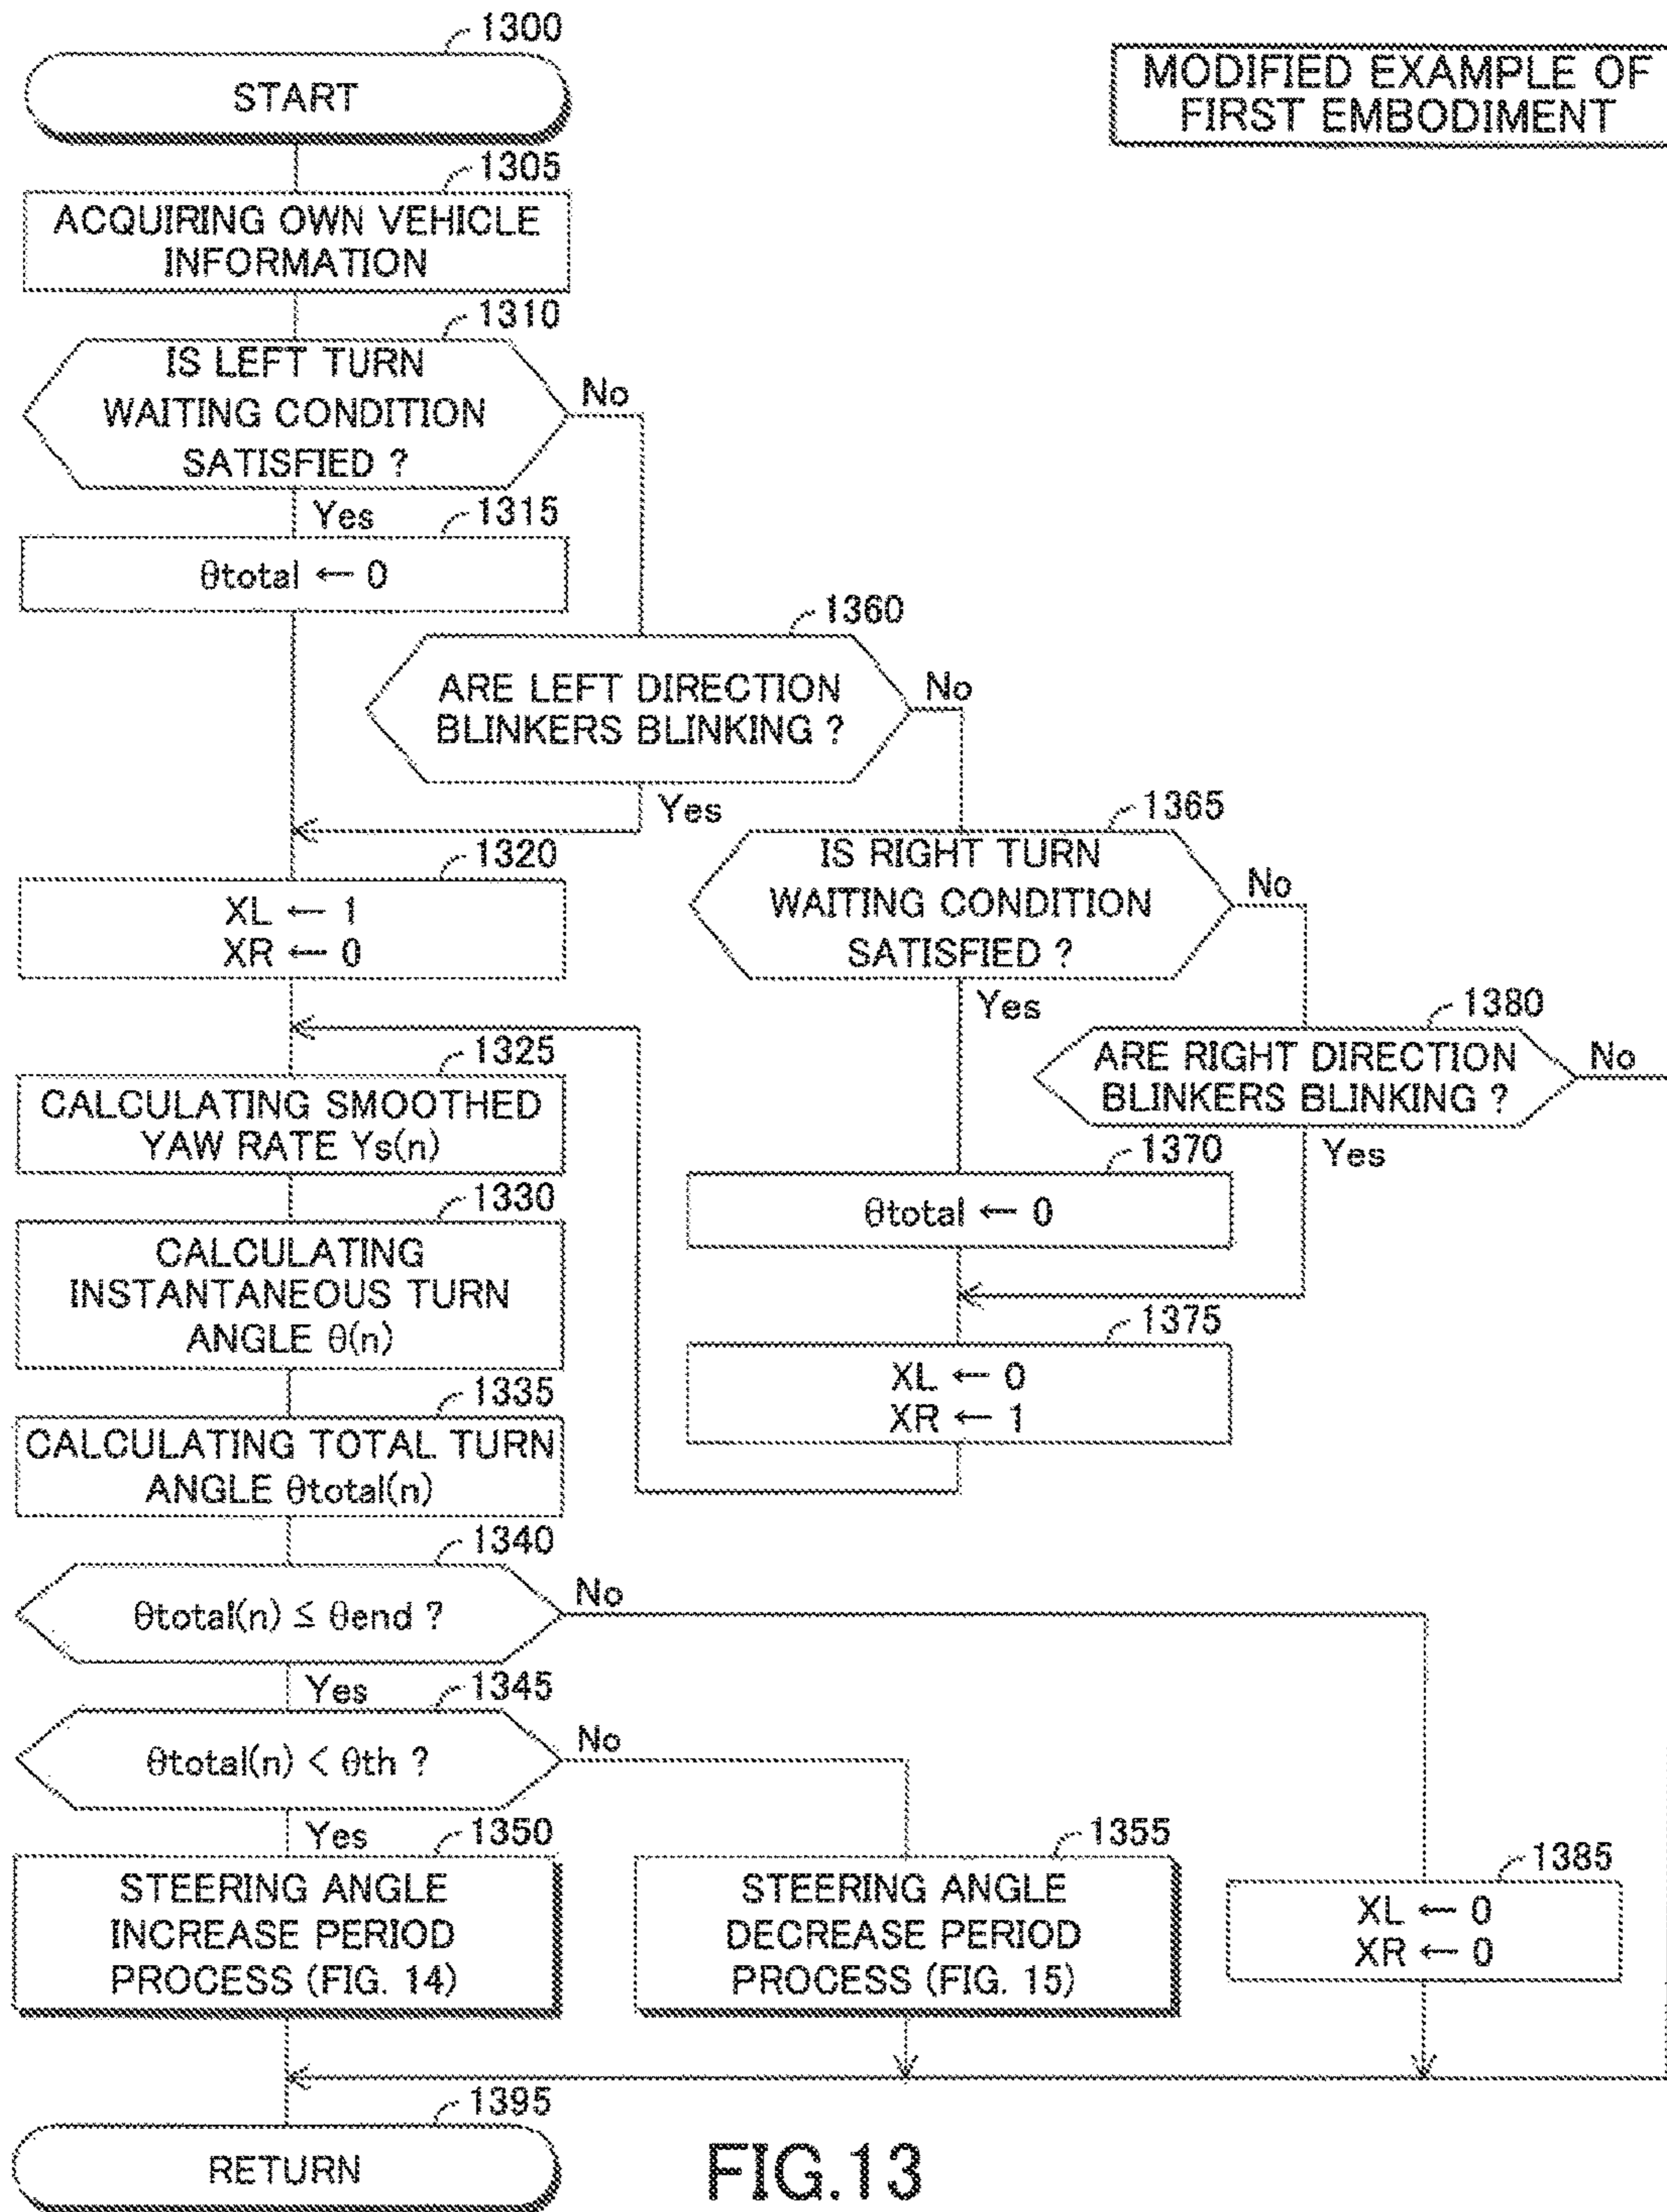 1300
START
MODIFIED EXAMPLE OF
FIRST EMBODIMENT
1305
ACQUIRING OWN VEHICLE
INFORMATION
1310
IS LEFT TURN
WAITING CONDITION
SATISFIED ?
No
Yes
1315
θtotal ← 0
1360
ARE LEFT DIRECTION
BLINKERS BLINKING ?
No
Yes
1365
IS RIGHT TURN
WAITING CONDITION
SATISFIED ?
No
Yes
1320
XL ← 1
XR ← 0
1380
ARE RIGHT DIRECTION
BLINKERS BLINKING ?
No
Yes
1325
CALCULATING SMOOTHED
YAW RATE Ys(n)
1370
θtotal ← 0
1330
CALCULATING
INSTANTANEOUS TURN
ANGLE θ(n)
1375
XL ← 0
XR ← 1
1335
CALCULATING TOTAL TURN
ANGLE θtotal(n)
1340
θtotal(n) ≤ θend ?
No
Yes
1345
θtotal(n) < θth ?
No
Yes
1350
STEERING ANGLE
INCREASE PERIOD
PROCESS (FIG. 14)
1355
STEERING ANGLE
DECREASE PERIOD
PROCESS (FIG. 15)
1385
XL ← 0
XR ← 0
1395
RETURN
FIG.13